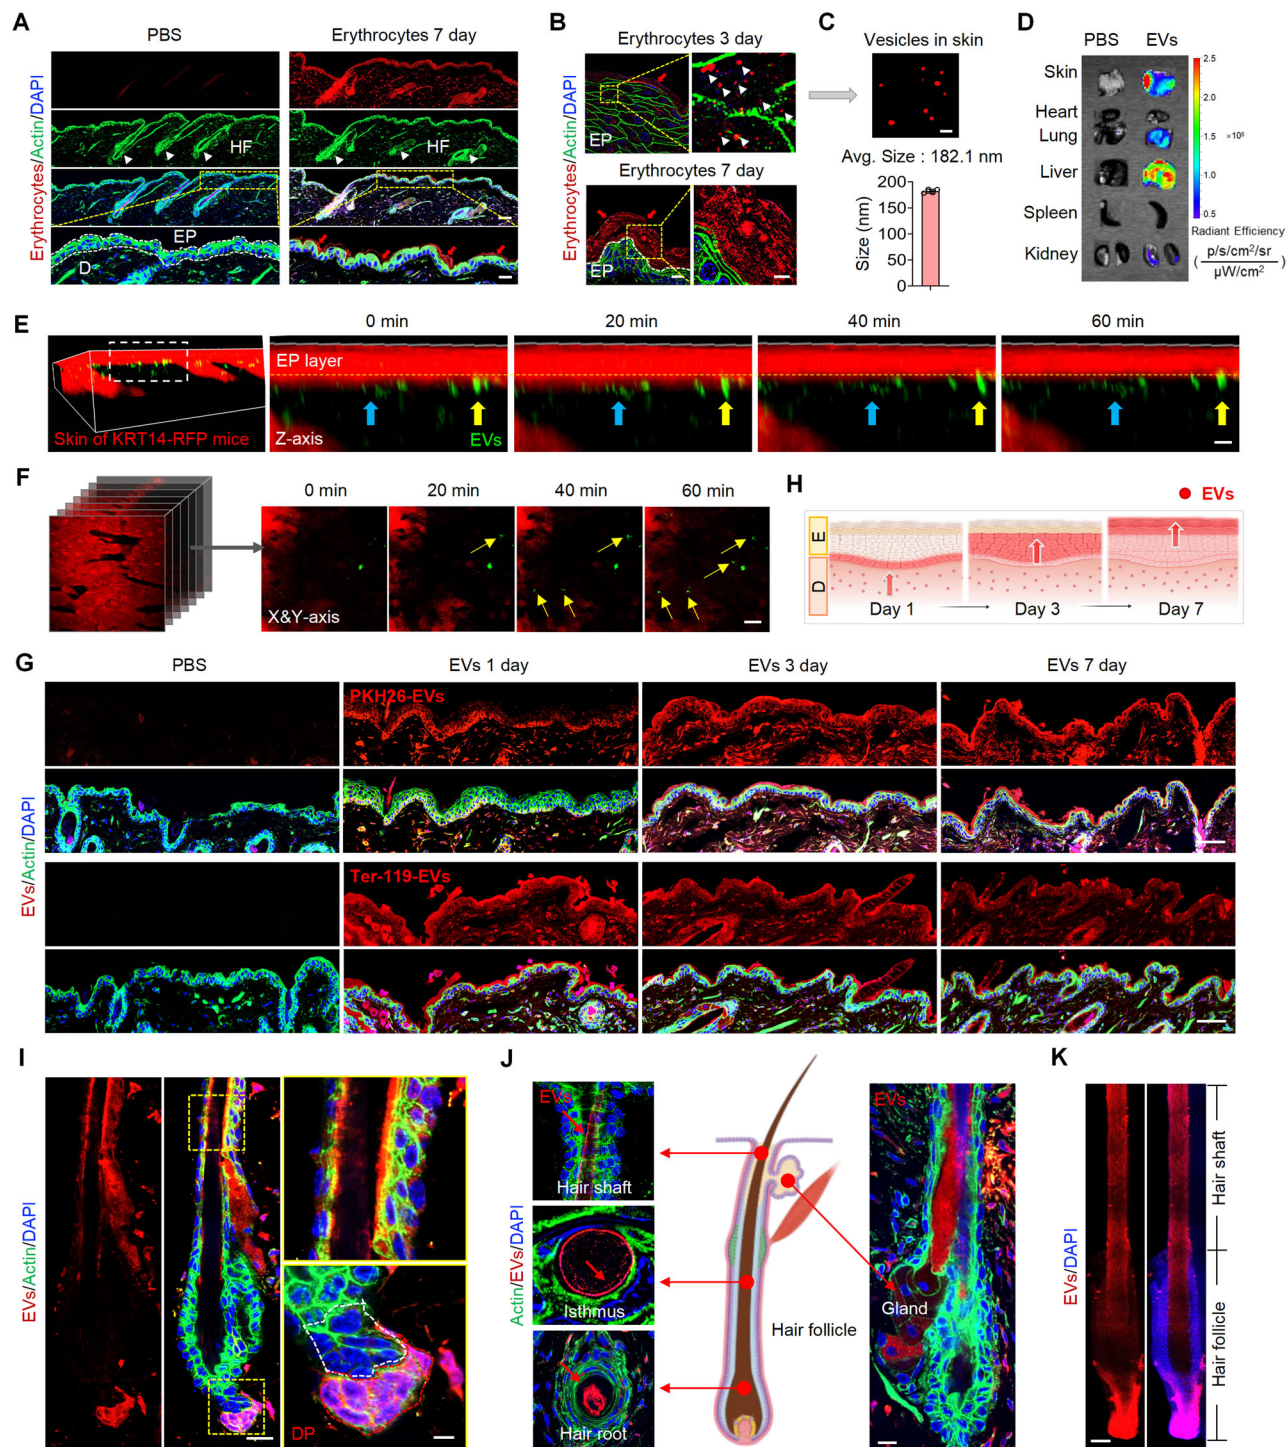 A
PBS
Erythrocytes 7 day
Erythrocytes/Actin/DAPI
HF
HF
EP
D
B
Erythrocytes 3 day
EP
Erythrocytes 7 day
EP
C
Vesicles in skin
Avg. Size : 182.1 nm
Size (nm)
200
150
100
50
0
D
PBS EVs
Skin
Heart
Lung
Liver
Spleen
Kidney
2.5
2.0
1.5
1.0
0.5
Radiant Efficiency
p/s/cm²/sr
µW/cm²
E
0 min
20 min
40 min
60 min
EP layer
Skin of KRT14-RFP mice
Z-axis
EVs
F
0 min
20 min
40 min
60 min
X&Y-axis
H
EVs
E
D
Day 1
Day 3
Day 7
G
PBS
EVs 1 day
EVs 3 day
EVs 7 day
EVs/Actin/DAPI
PKH26-EVs
Ter-119-EVs
I
EVs/Actin/DAPI
DP
J
Actin/EVs/DAPI
EVs
Hair shaft
Isthmus
Hair root
Hair follicle
EVs
Gland
K
EVs/DAPI
Hair shaft
Hair follicle